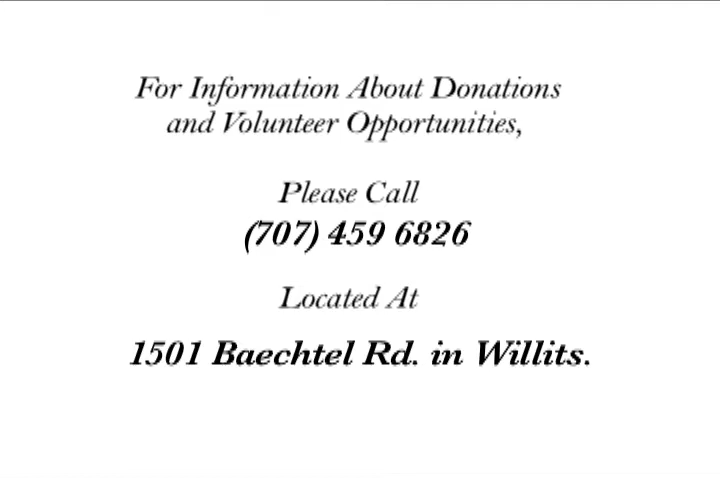 For Information About Donations
and Volunteer Opportunities,
Please Call
(707) 459 6826
Located At
1501 Baechtel Rd. in Willits.